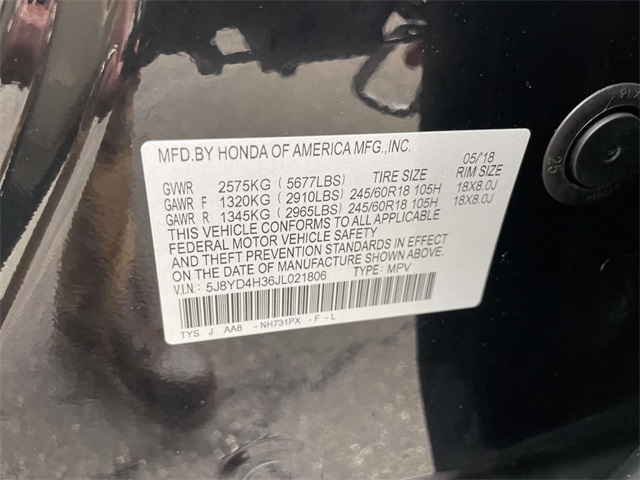 MFD.BY HONDA OF AMERICA MFG.,INC. 05/'18
GVWR 2575KG ( 5677LBS) TIRE SIZE RIM SIZE
GAWR F 1320KG ( 2910LBS) 245/60R18 105H 18X8.0J
GAWR R 1345KG ( 2965LBS) 245/60R18 105H 18X8.0J
THIS VEHICLE CONFORMS TO ALL APPLICABLE
FEDERAL MOTOR VEHICLE SAFETY
AND THEFT PREVENTION STANDARDS IN EFFECT
ON THE DATE OF MANUFACTURE SHOWN ABOVE.
V.I.N.: 5J8YD4H36JL021806 TYPE: MPV
TYS J AA8 -NH731PX -F -L
25